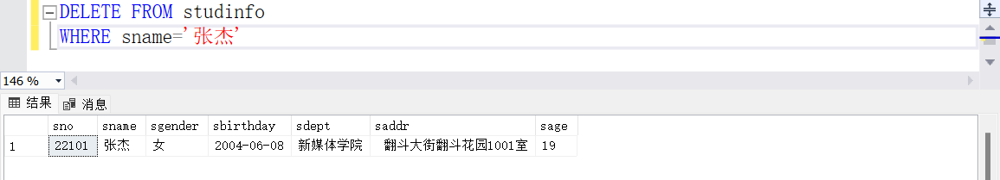 DELETE FROM studinfo
WHERE sname='张杰'
146 %
结果 消息
sno sname sgender sbirthday sdept saddr sage
1 22101 张杰 女 2004-06-08 新媒体学院 翻斗大街翻斗花园1001室 19